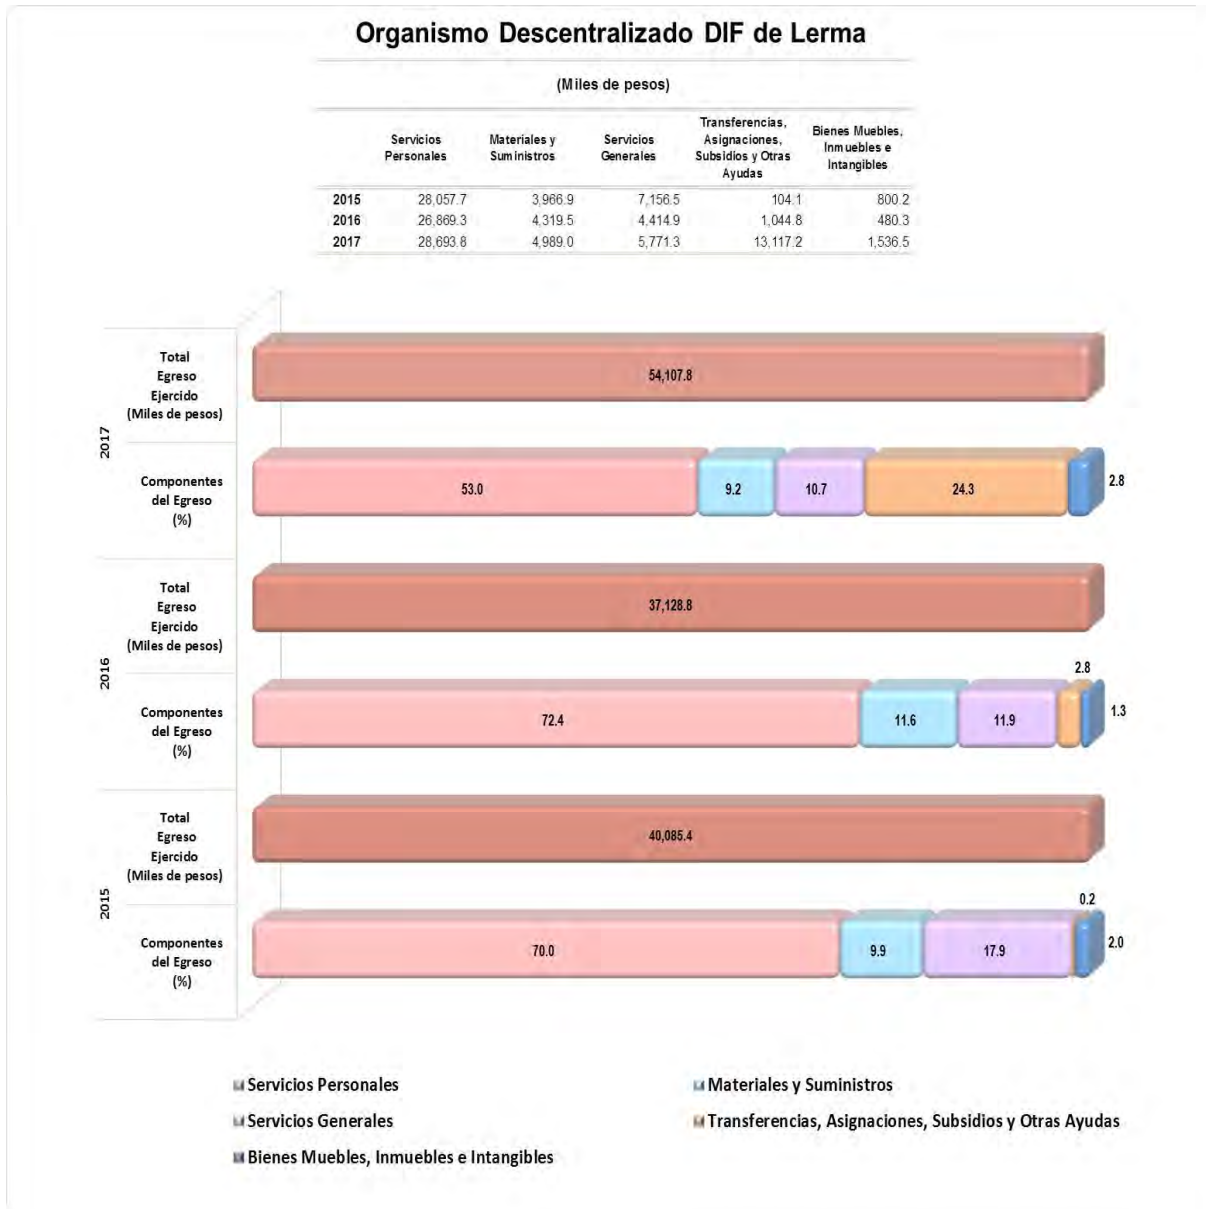 Organismo Descentralizado DIF de Lerma
(Miles de pesos)
Servicios Personales Materiales y Suministros Servicios Generales Transferencias, Asignaciones, Subsidios y Otras Ayudas Bienes Muebles, Inmuebles e Intangibles
2015 28,057.7 3,966.9 7,156.5 104.1 800.2
2016 26,869.3 4,319.5 4,414.9 1,044.8 480.3
2017 28,693.8 4,989.0 5,771.3 13,117.2 1,536.5
2017
Total
Egreso
Ejercido
(Miles de pesos)
54,107.8
Componentes
del Egreso
(%)
53.0 9.2 10.7 24.3 2.8
2016
Total
Egreso
Ejercido
(Miles de pesos)
37,128.8
Componentes
del Egreso
(%)
72.4 11.6 11.9 2.8 1.3
2015
Total
Egreso
Ejercido
(Miles de pesos)
40,085.4
Componentes
del Egreso
(%)
70.0 9.9 17.9 0.2 2.0
Servicios Personales
Materiales y Suministros
Servicios Generales
Transferencias, Asignaciones, Subsidios y Otras Ayudas
Bienes Muebles, Inmuebles e Intangibles